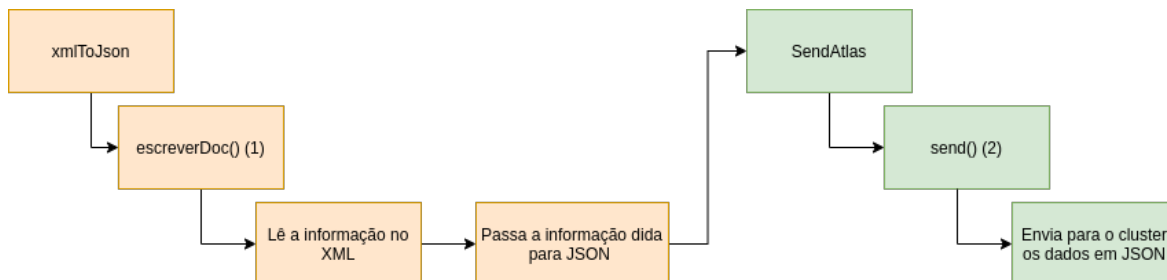 xmlToJson
escreverDoc() (1)
Lê a informação no
XML
Passa a informação dida
para JSON
SendAtlas
send() (2)
Envia para o cluster
os dados em JSON